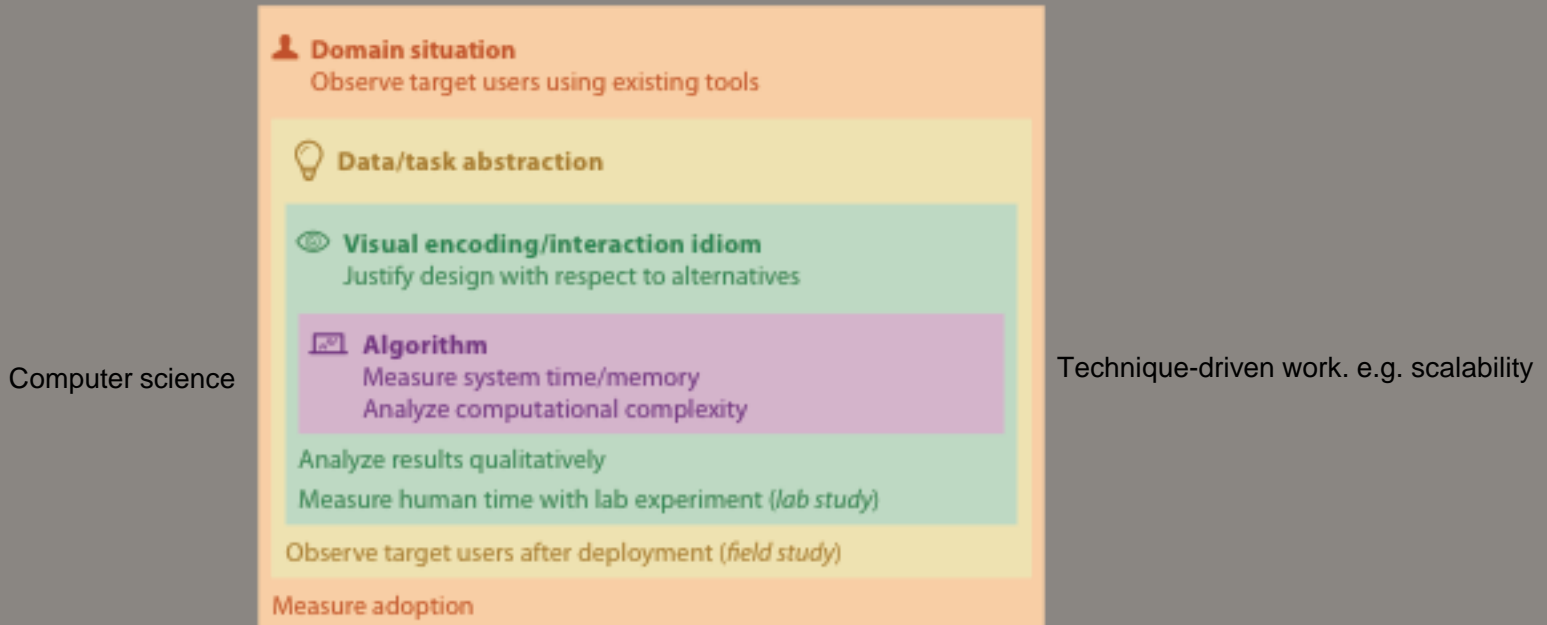 Domain situation
Observe target users using existing tools
Data/task abstraction
Visual encoding/interaction idiom
Justify design with respect to alternatives
Algorithm
Measure system time/memory
Analyze computational complexity
Computer science
Technique-driven work. e.g. scalability
Analyze results qualitatively
Measure human time with lab experiment (lab study)
Observe target users after deployment (field study)
Measure adoption